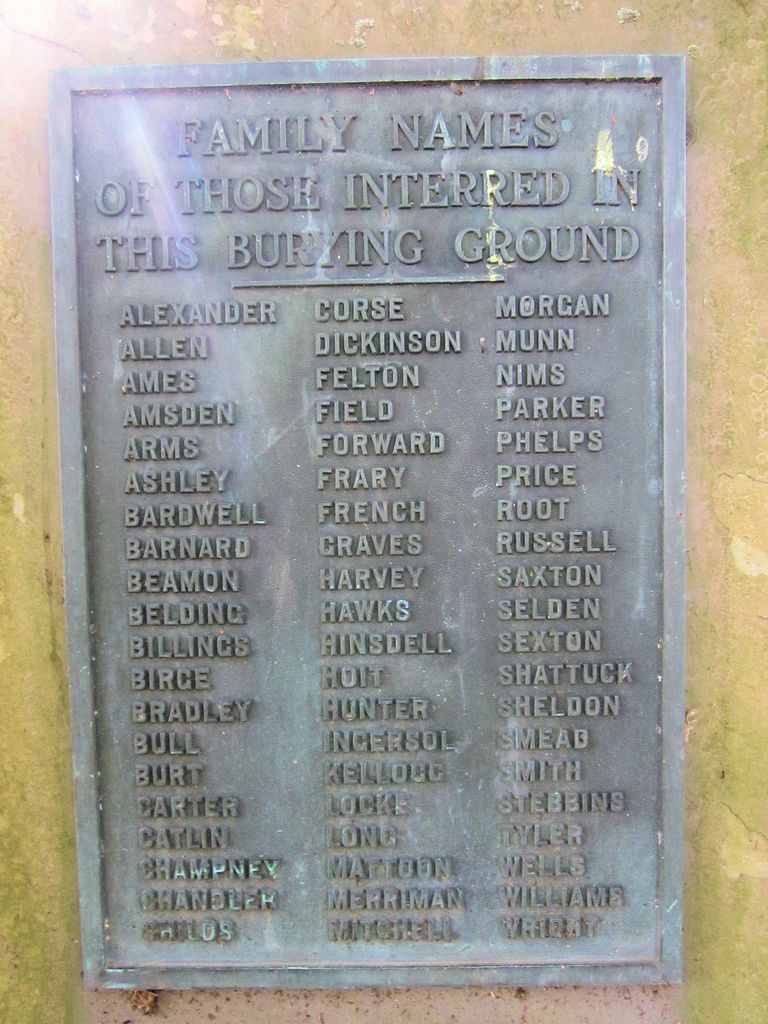 FAMILY NAMES
OF THOSE INTERRED IN
THIS BURYING GROUND
ALEXANDER
ALLEN
AMES
AMSDEN
ARMS
ASHLEY
BARDWELL
BARNARD
BEAMON
BELDING
BILLINGS
BIRGE
BRADLEY
BULL
BURT
CARTER
CATLIN
CHAMPNEY
CHANDLER
CHILDS
CORSE
DICKINSON
FELTON
FIELD
FORWARD
FRARY
FRENCH
GRAVES
HARVEY
HAWKS
HINSDELL
HOIT
HUNTER
INGERSOL
KELLOGG
LOCKE
LONG
MATTOON
MERRIMAN
MITCHELL
MORGAN
MUNN
NIMS
PARKER
PHELPS
PRICE
ROOT
RUSSELL
SAXTON
SELDEN
SEXTON
SHATTUCK
SHELDON
SMEAD
SMITH
STEBBINS
TYLER
WELLS
WILLIAMS
WRIGHT